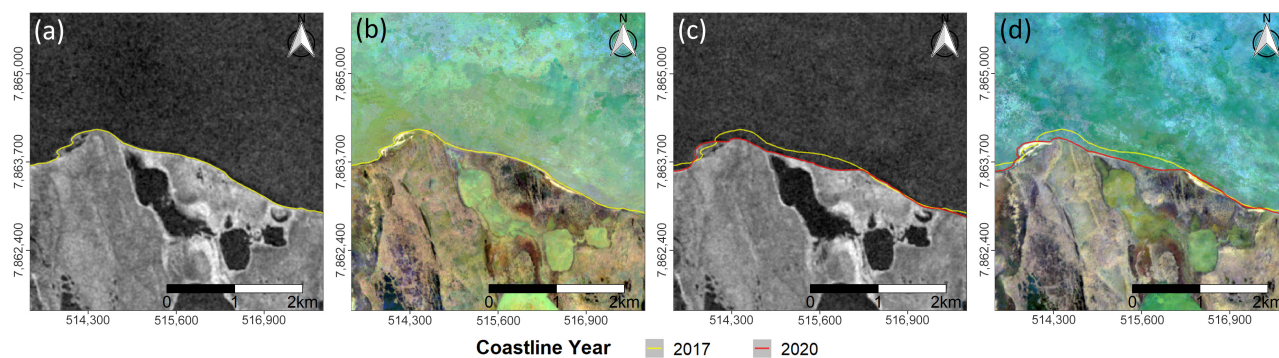 (a) N
(b) N
(c) N
(d) N
7,865,000
7,863,700
7,862,400
0 1 2km
514,300 515,600 516,900
7,865,000
7,863,700
7,862,400
0 1 2km
514,300 515,600 516,900
7,865,000
7,863,700
7,862,400
0 1 2km
514,300 515,600 516,900
7,865,000
7,863,700
7,862,400
0 1 2km
514,300 515,600 516,900
Coastline Year 2017 2020